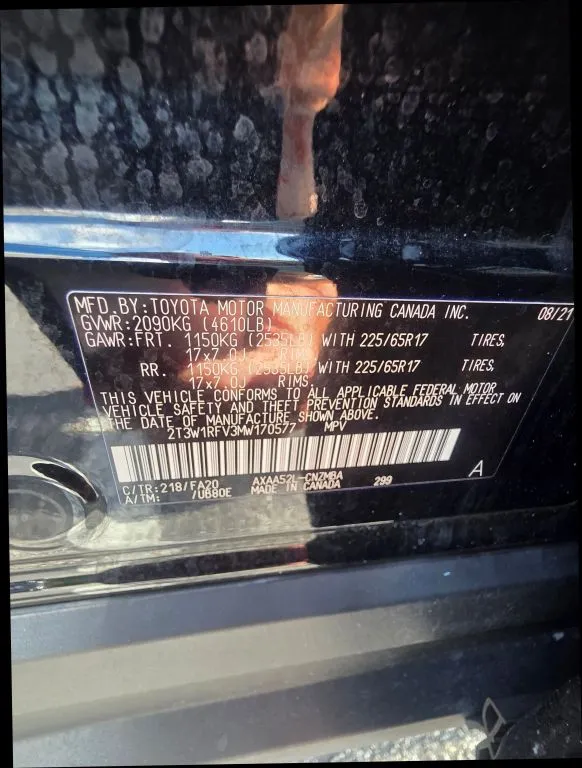 MFD. BY: TOYOTA MOTOR MANUFACTURING CANADA INC. 08/21
GVWR: 2090KG (4610LB)
GAWR: FRT. 1150KG (2535LB) WITH 225/65R17 TIRES,
17x7.0J RIMS,
RR. 1150KG (2535LB) WITH 225/65R17 TIRES,
17x7.0J RIMS.
THIS VEHICLE CONFORMS TO ALL APPLICABLE FEDERAL MOTOR
VEHICLE SAFETY AND THEFT PREVENTION STANDARDS IN EFFECT ON
THE DATE OF MANUFACTURE SHOWN ABOVE.
2T3W1RFV3MW170577 MPV
C/TR: 218/FA20 AXAA52L-CNZMBA 299 A
A/TM: /U680E MADE IN CANADA